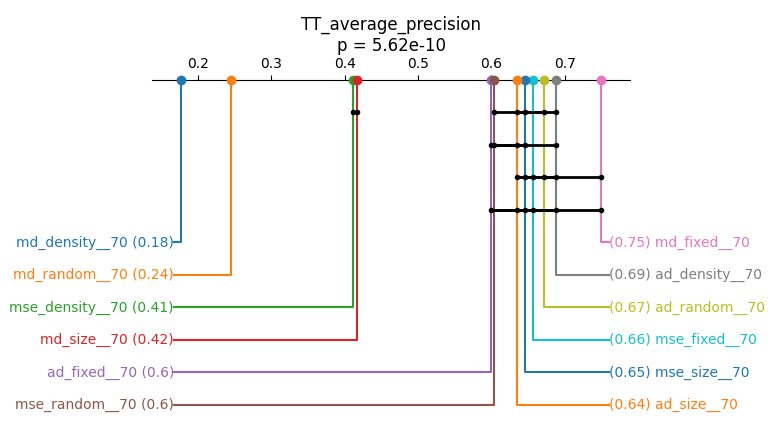 TT_average_precision
p = 5.62e-10
0.2 0.3 0.4 0.5 0.6 0.7
md_density__70 (0.18) (0.75) md_fixed__70
md_random__70 (0.24) (0.69) ad_density__70
mse_density__70 (0.41) (0.67) ad_random__70
md_size__70 (0.42) (0.66) mse_fixed__70
ad_fixed__70 (0.6) (0.65) mse_size__70
mse_random__70 (0.6) (0.64) ad_size__70